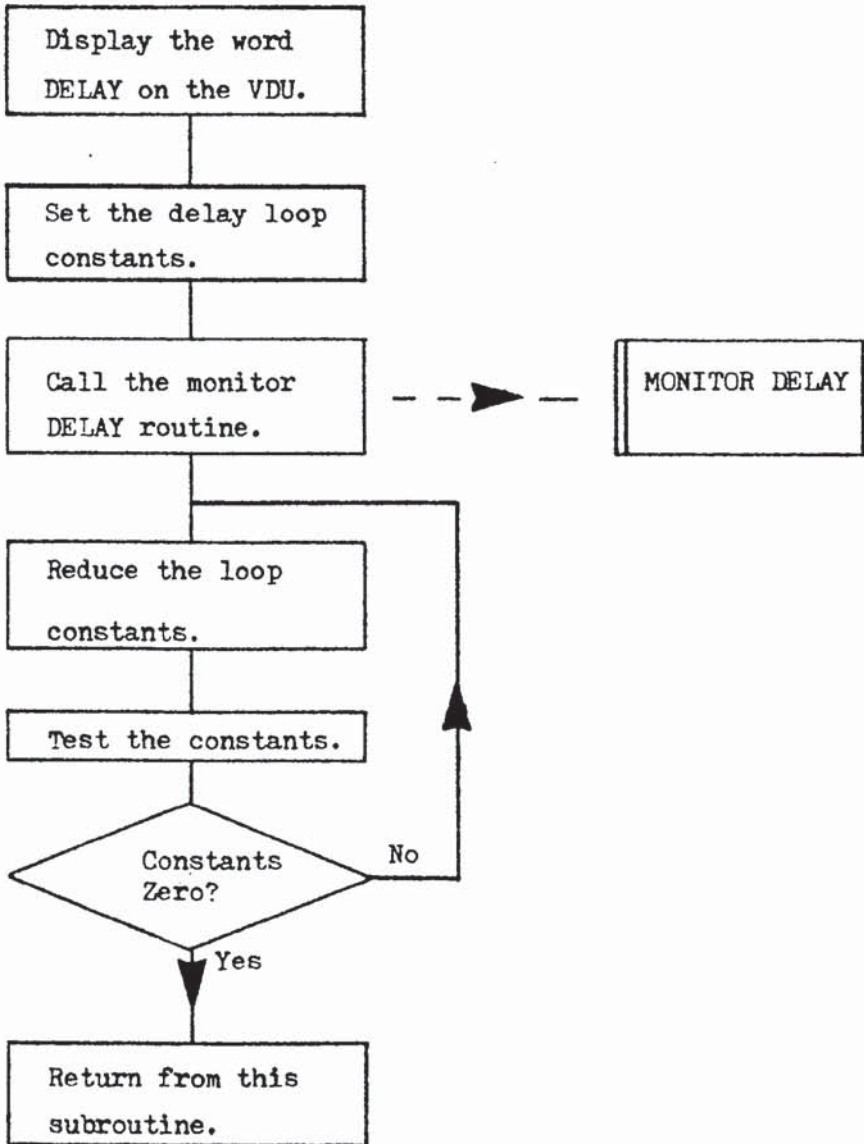 Display the word
DELAY on the VDU.
Set the delay loop
constants.
Call the monitor
DELAY routine.
MONITOR DELAY
Reduce the loop
constants.
Test the constants.
Constants
Zero?
No
Yes
Return from this
subroutine.